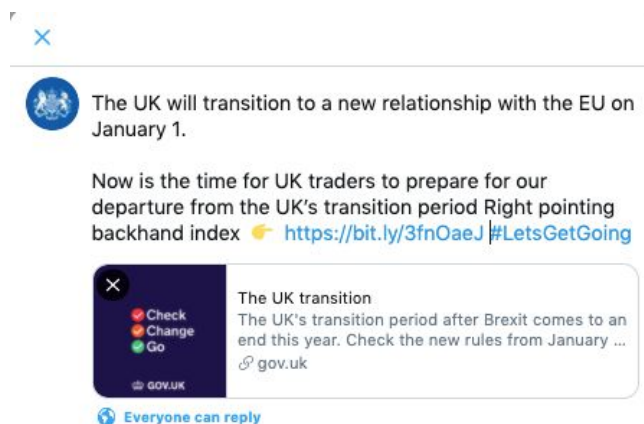 The UK will transition to a new relationship with the EU on
January 1.
Now is the time for UK traders to prepare for our
departure from the UK's transition period Right pointing
backhand index 👉 https://bit.ly/3fnOaeJ #LetsGetGoing
Check
Change
Go
GOV.UK
The UK transition
The UK's transition period after Brexit comes to an
end this year. Check the new rules from January ...
gov.uk
Everyone can reply